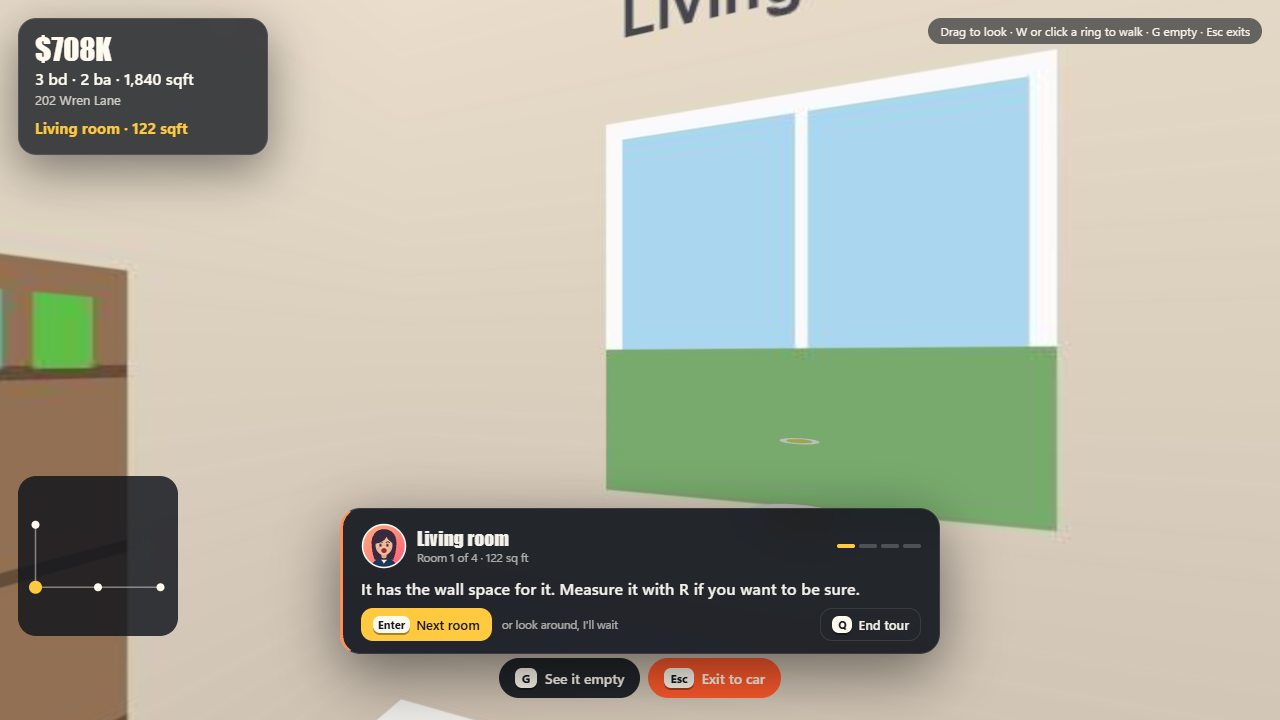 $708K
3 bd · 2 ba · 1,840 sqft
202 Wren Lane
Living room · 122 sqft
Living
Drag to look · W or click a ring to walk · G empty · Esc exits
Living room
Room 1 of 4 · 122 sq ft
It has the wall space for it. Measure it with R if you want to be sure.
Enter Next room
or look around, I'll wait
Q End tour
G See it empty
Esc Exit to car